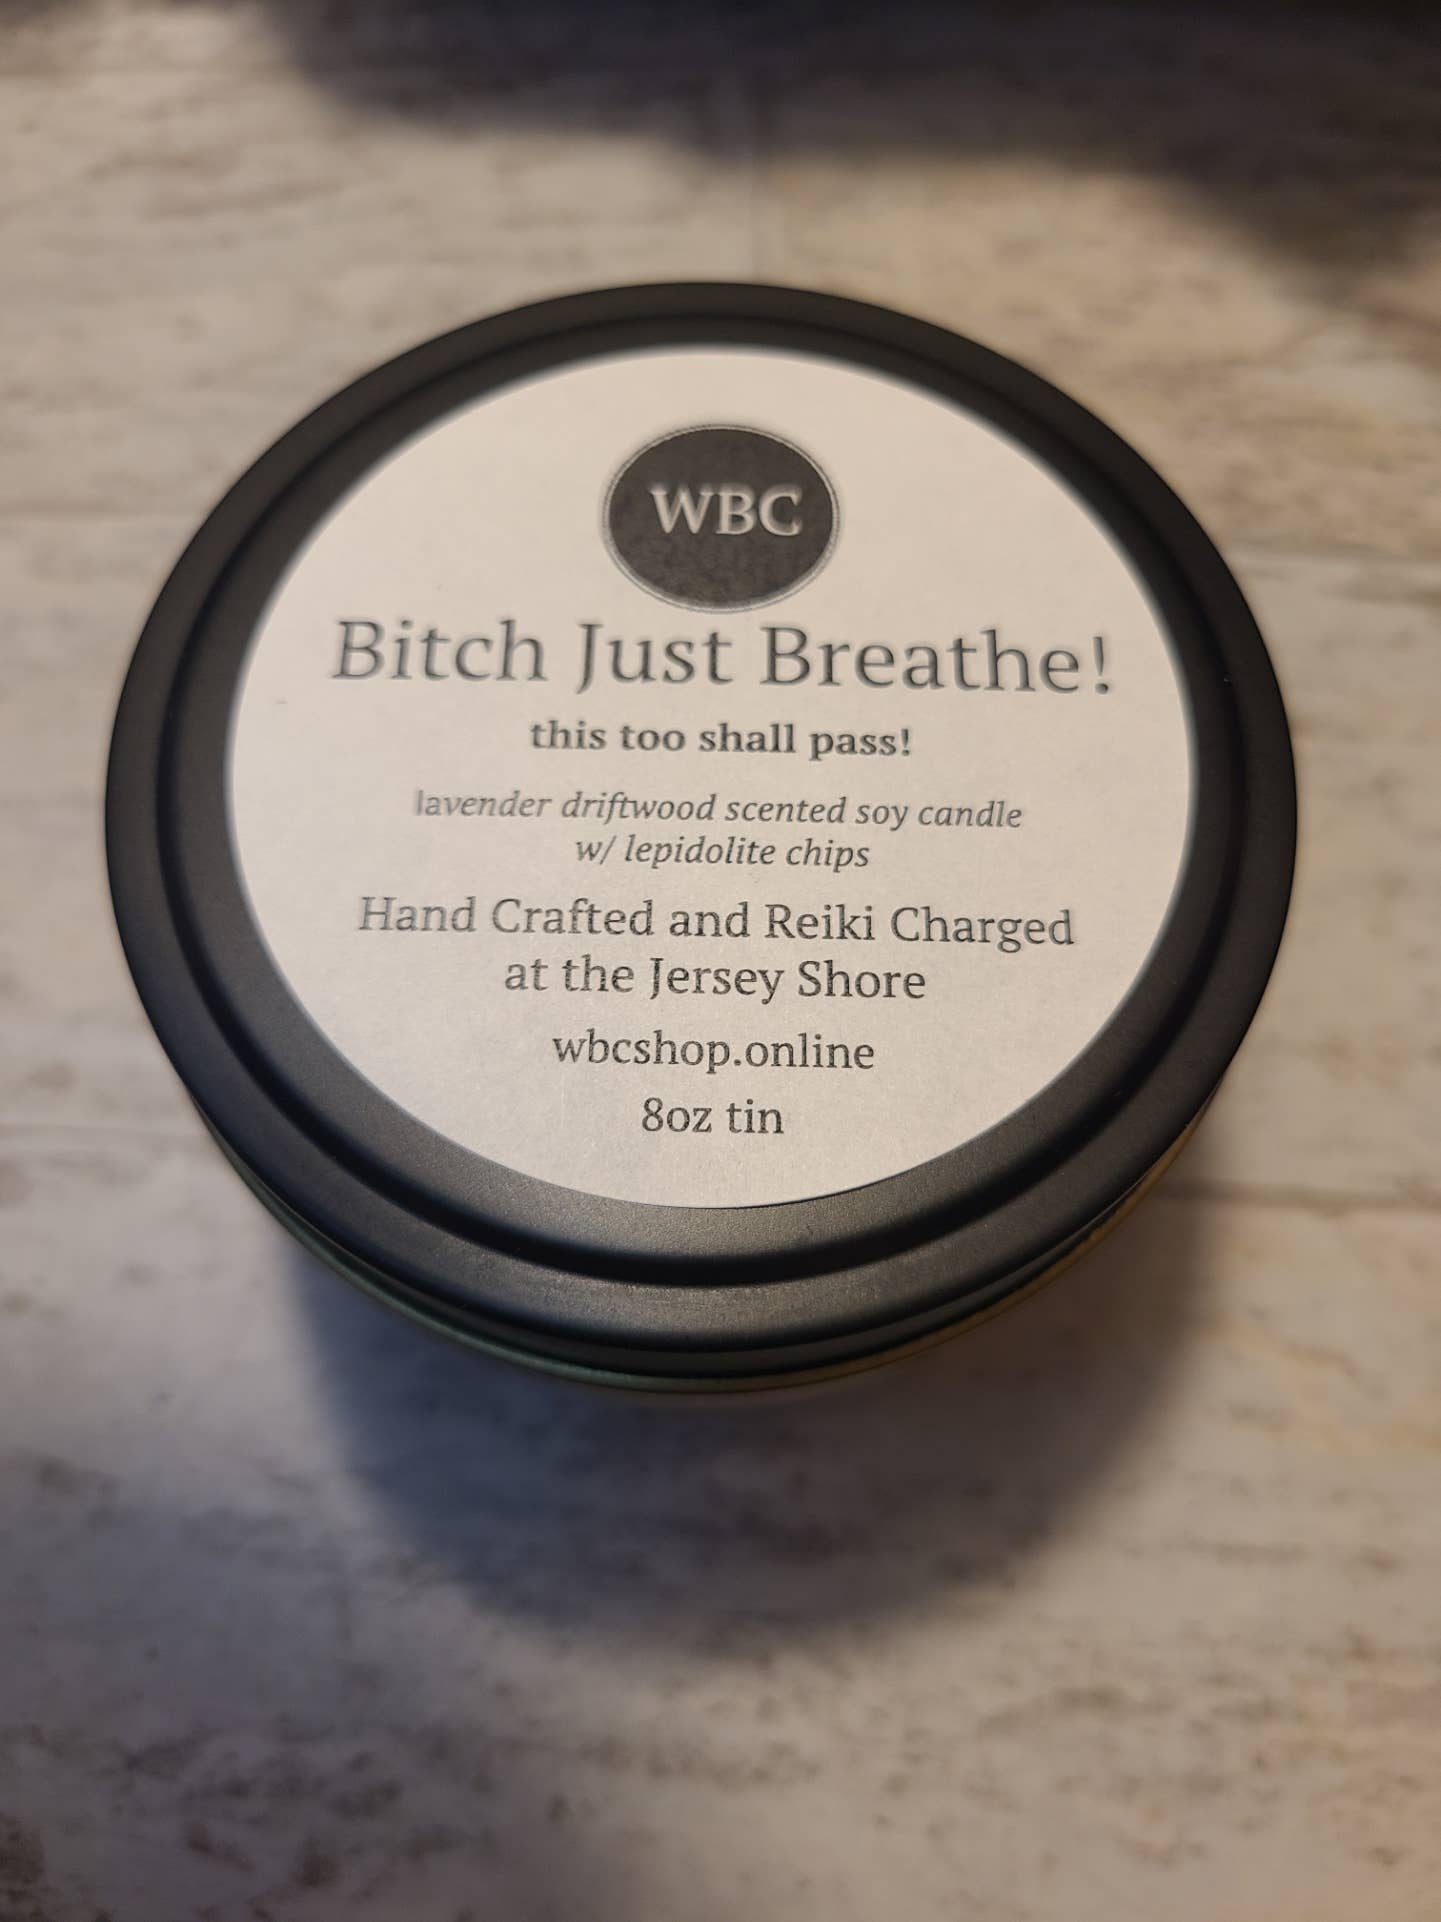 WBC
Bitch Just Breathe!
this too shall pass!
lavender driftwood scented soy candle
w/ lepidolite chips
Hand Crafted and Reiki Charged
at the Jersey Shore
wbcshop.online
8oz tin